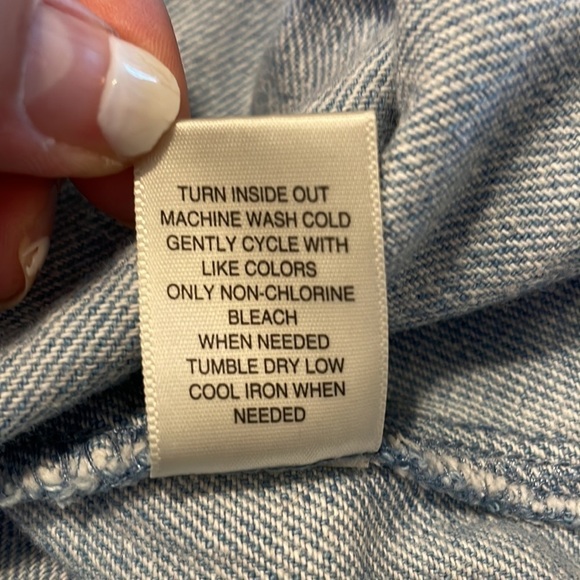 TURN INSIDE OUT
MACHINE WASH COLD
GENTLY CYCLE WITH
LIKE COLORS
ONLY NON-CHLORINE
BLEACH
WHEN NEEDED
TUMBLE DRY LOW
COOL IRON WHEN
NEEDED